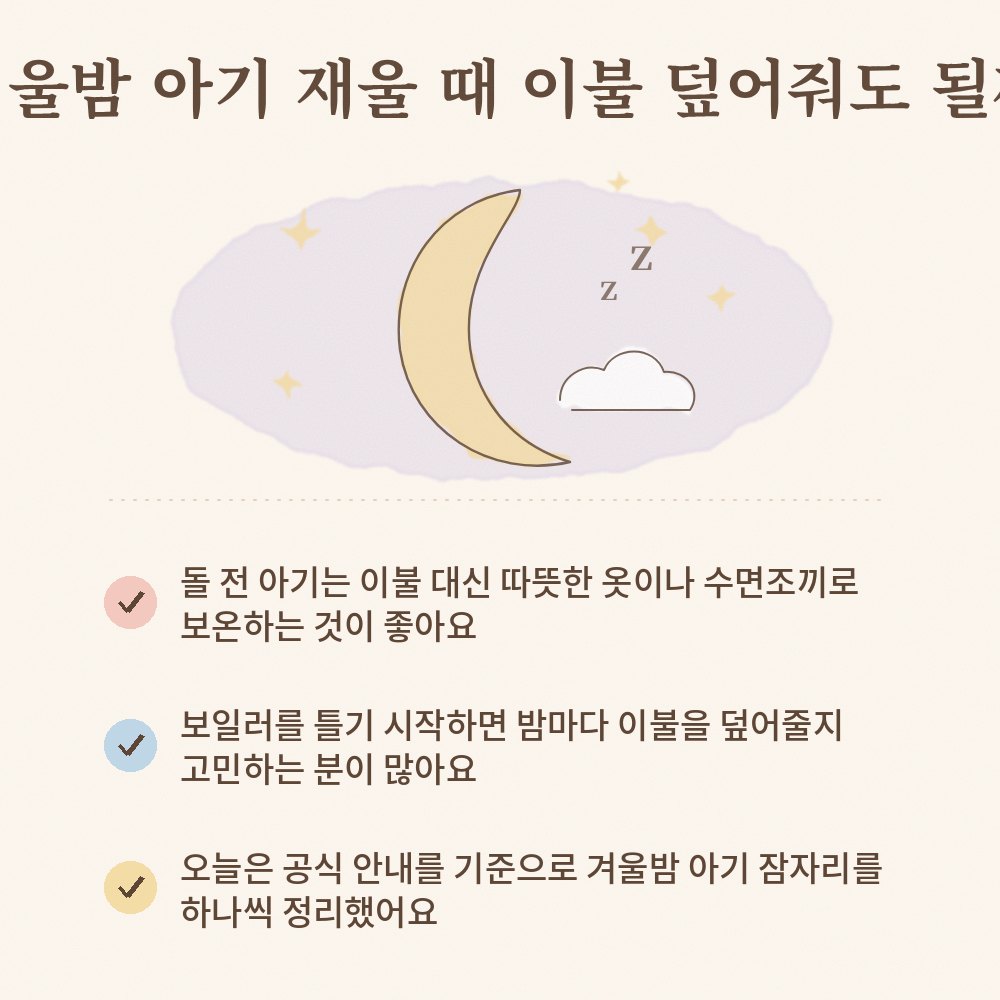 울밤 아기 재울 때 이불 덮어줘도 될
z
z
돌 전 아기는 이불 대신 따뜻한 옷이나 수면조끼로
보온하는 것이 좋아요
보일러를 틀기 시작하면 밤마다 이불을 덮어줄지
고민하는 분이 많아요
오늘은 공식 안내를 기준으로 겨울밤 아기 잠자리를
하나씩 정리했어요